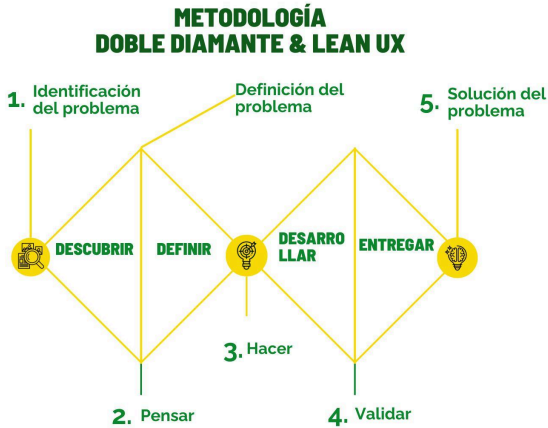 METODOLOGÍA
DOBLE DIAMANTE & LEAN UX
1. Identificación
del problema
Definición del
problema
5. Solución del
problema
DESCUBRIR
DEFINIR
DESARRO
LLAR
ENTREGAR
3. Hacer
2. Pensar
4. Validar